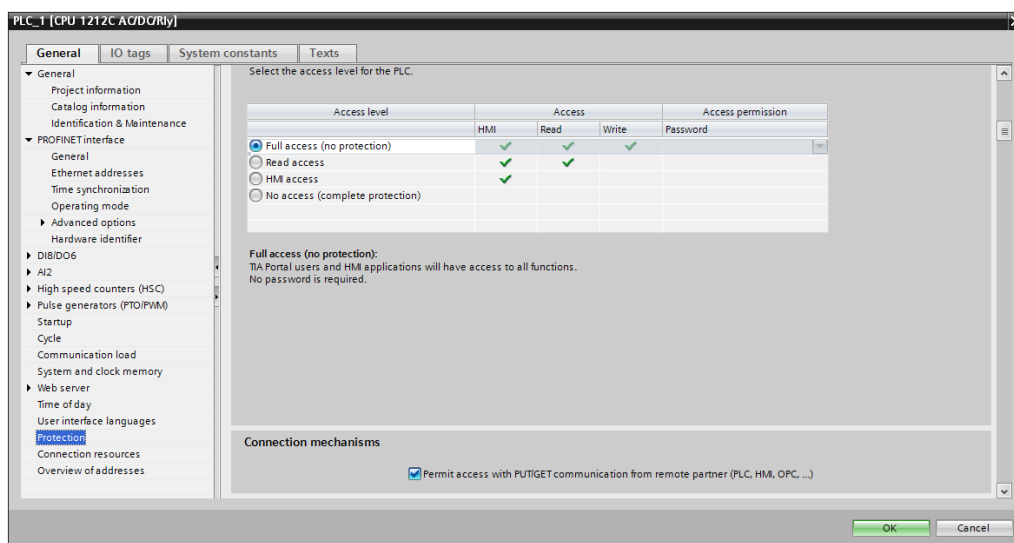 PLC_1 [CPU 1212C AC/DC/Rly]
General IO tags System constants Texts
General
Project information
Catalog information
Identification & Maintenance
PROFINET interface
General
Ethernet addresses
Time synchronization
Operating mode
Advanced options
Hardware identifier
DI8/DO6
AI2
High speed counters (HSC)
Pulse generators (PTO/PWM)
Startup
Cycle
Communication load
System and clock memory
Web server
Time of day
User interface languages
Protection
Connection resources
Overview of addresses
Select the access level for the PLC.
Access level Access Access permission
HMI Read Write Password
Full access (no protection)
Read access
HMI access
No access (complete protection)
Full access (no protection):
TIA Portal users and HMI applications will have access to all functions.
No password is required.
Connection mechanisms
Permit access with PUT/GET communication from remote partner (PLC, HMI, OPC, ...)
OK Cancel